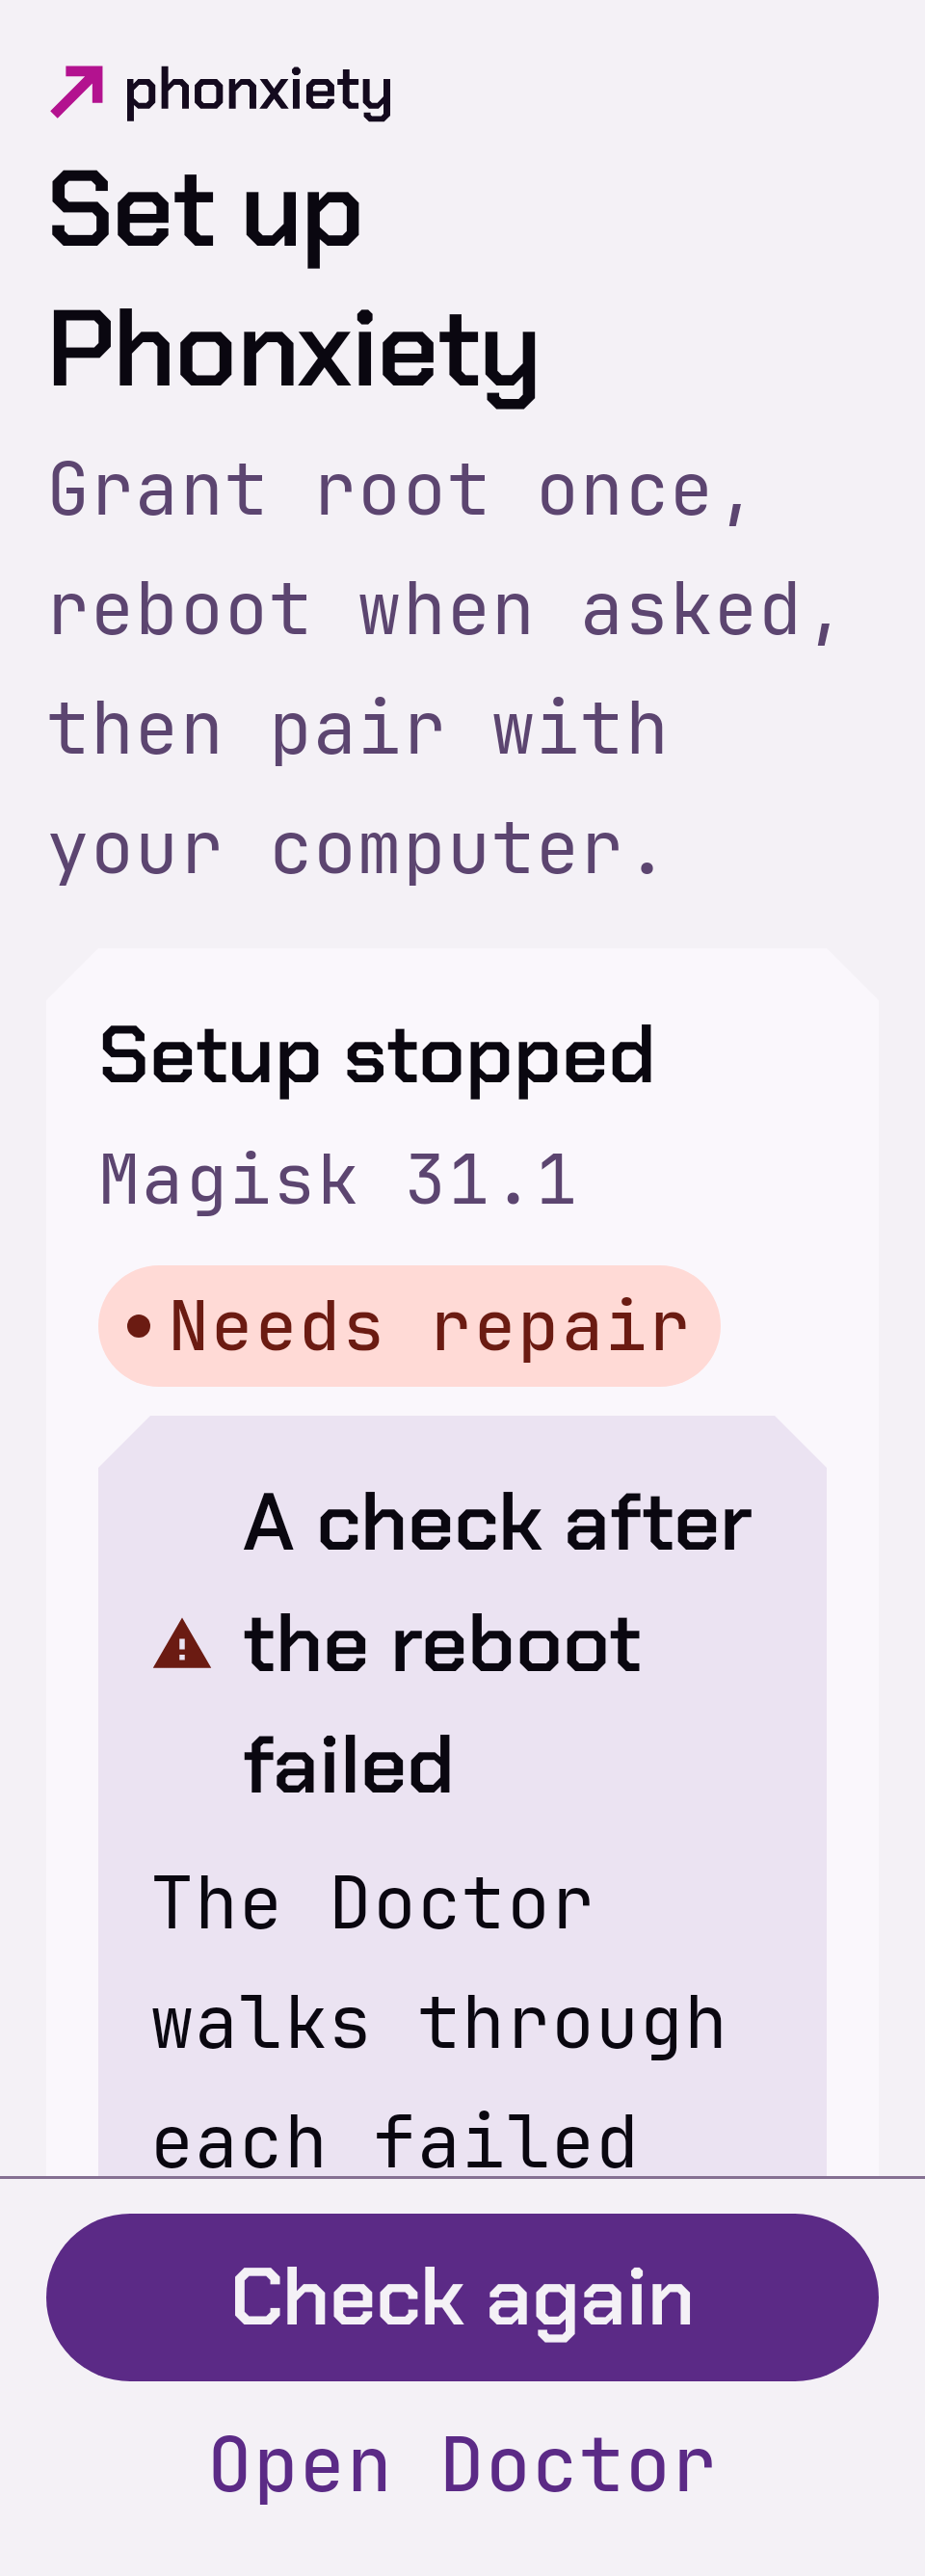 phonxiety
Set up
Phonxiety
Grant root once,
reboot when asked,
then pair with
your computer.
Setup stopped
Magisk 31.1
Needs repair
A check after
the reboot
failed
The Doctor
walks through
each failed
Check again
Open Doctor